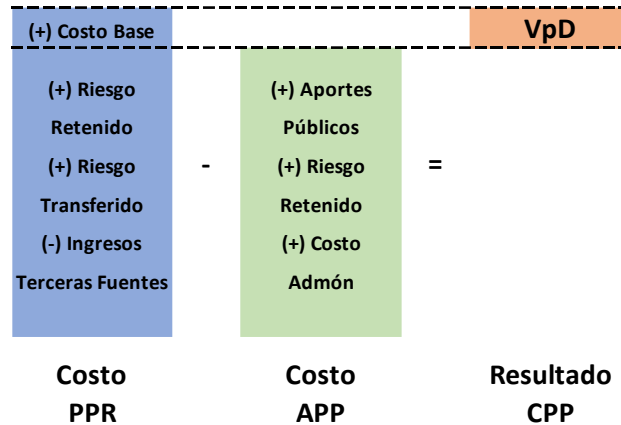 (+) Costo Base
(+) Riesgo
Retenido
(+) Riesgo
Transferido
(-) Ingresos
Terceras Fuentes
-
(+) Aportes
Públicos
(+) Riesgo
Retenido
(+) Costo
Admón
=
VpD
Costo
PPR
Costo
APP
Resultado
CPP